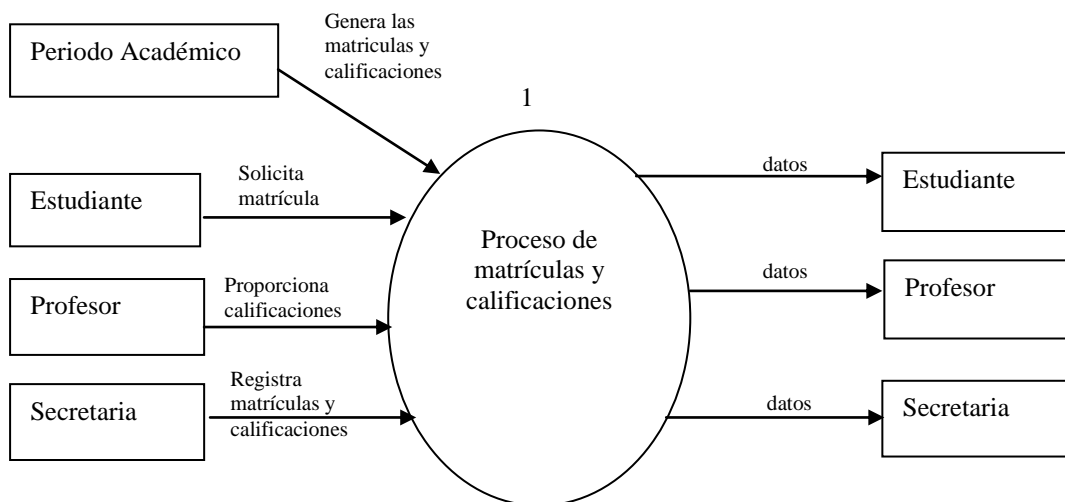 Periodo Académico
Genera las
matriculas y
calificaciones
1
Estudiante
Solicita
matrícula
Profesor
Proporciona
calificaciones
Secretaria
Registra
matrículas y
calificaciones
Proceso de
matrículas y
calificaciones
datos
Estudiante
datos
Profesor
datos
Secretaria